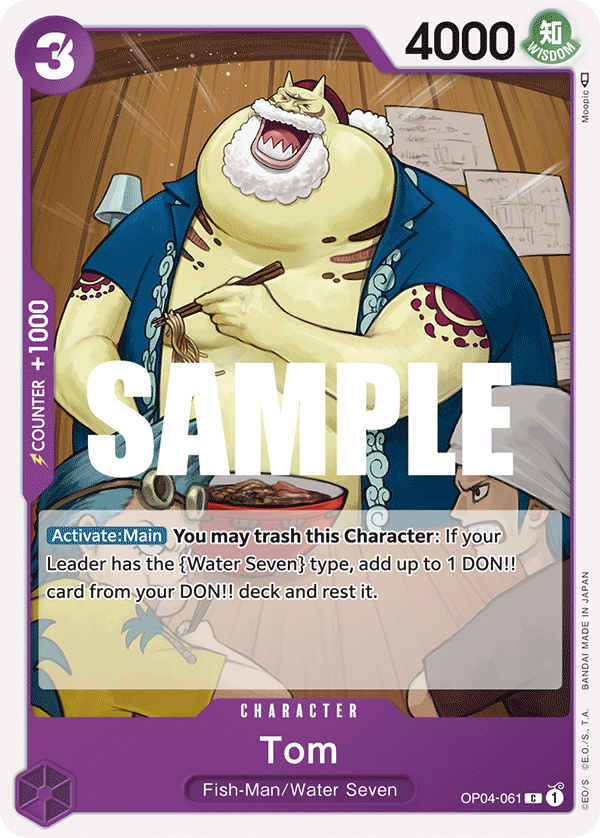 3
4000
知
WISDOM
Moopic
COUNTER +1000
SAMPLE
Activate:Main You may trash this Character: If your
Leader has the {Water Seven} type, add up to 1 DON!!
card from your DON!! deck and rest it.
CHARACTER
Tom
Fish-Man/Water Seven
OP04-061 C 1
©EO/S ©E.O./S., T.A. BANDAI MADE IN JAPAN